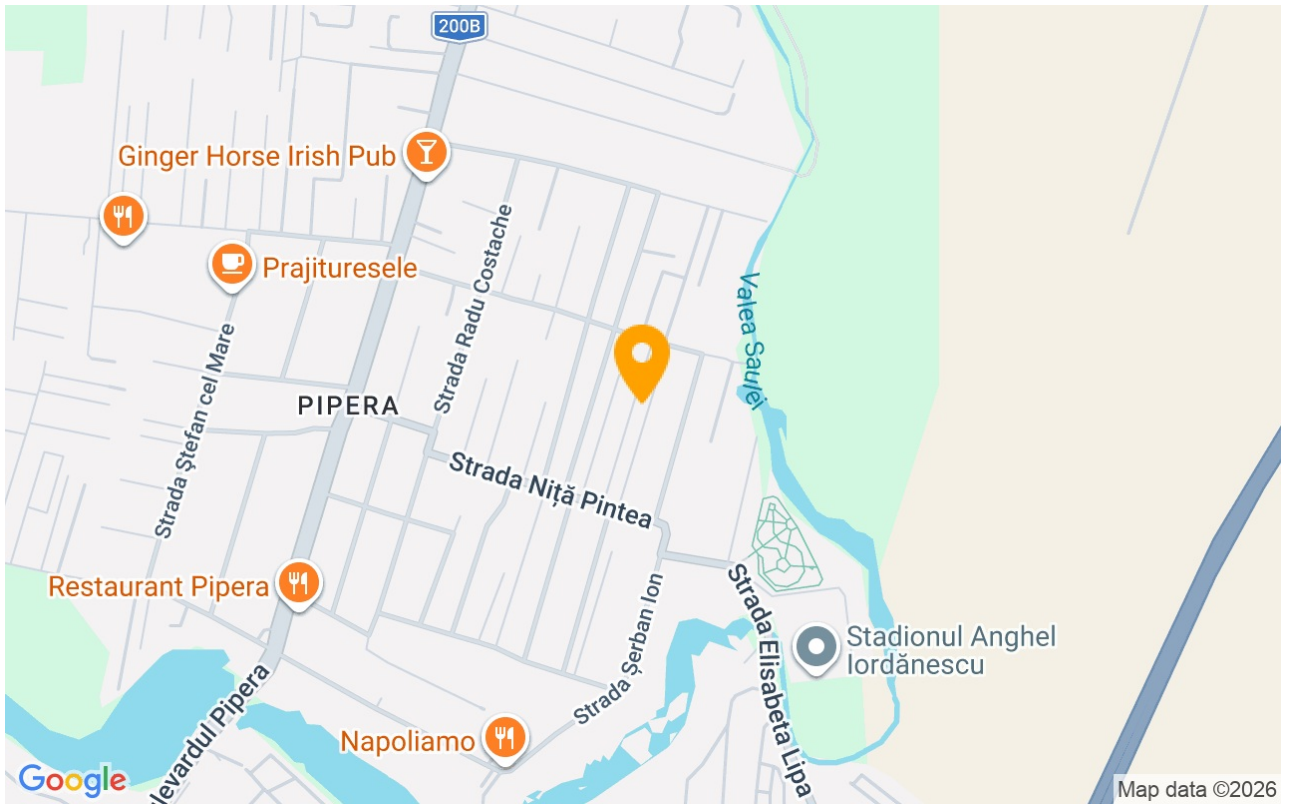 200B
Ginger Horse Irish Pub
Prajituresele
Strada Radu Costache
Valea Saulei
Strada Ștefan cel Mare
PIPERA
Strada Niță Pintea
Restaurant Pipera
Strada Șerban Ion
Strada Elisabeta Lipa
Stadionul Anghel
Iordănescu
levardul Pipera
Napoliamo
Google
Map data ©2026